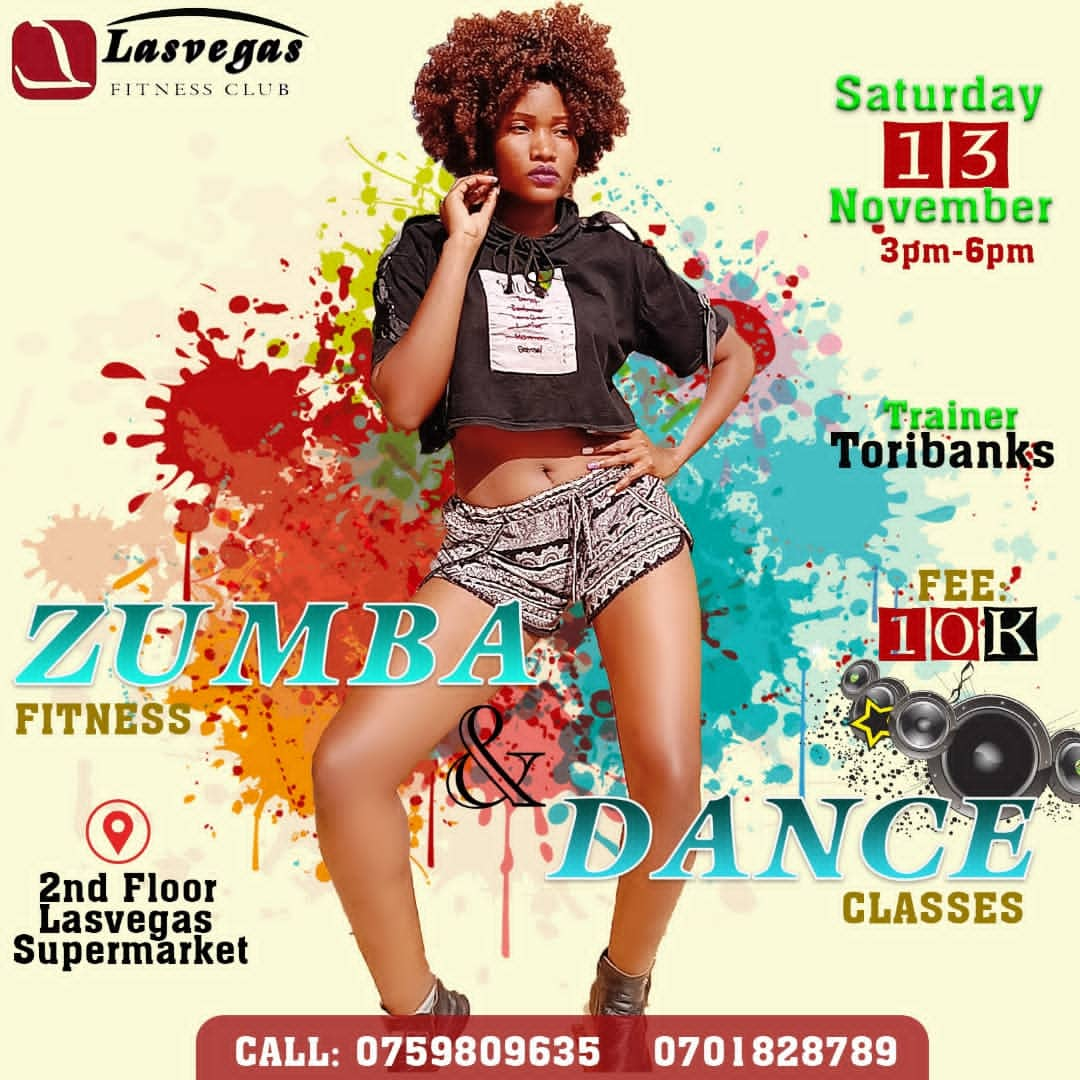 Lasvegas
FITNESS CLUB
Saturday
13
November
3pm-6pm
Trainer
Toribanks
FEE:
10K
ZUMBA
FITNESS
&
DANCE
CLASSES
2nd Floor
Lasvegas
Supermarket
CALL: 0759809635 / 0701828789